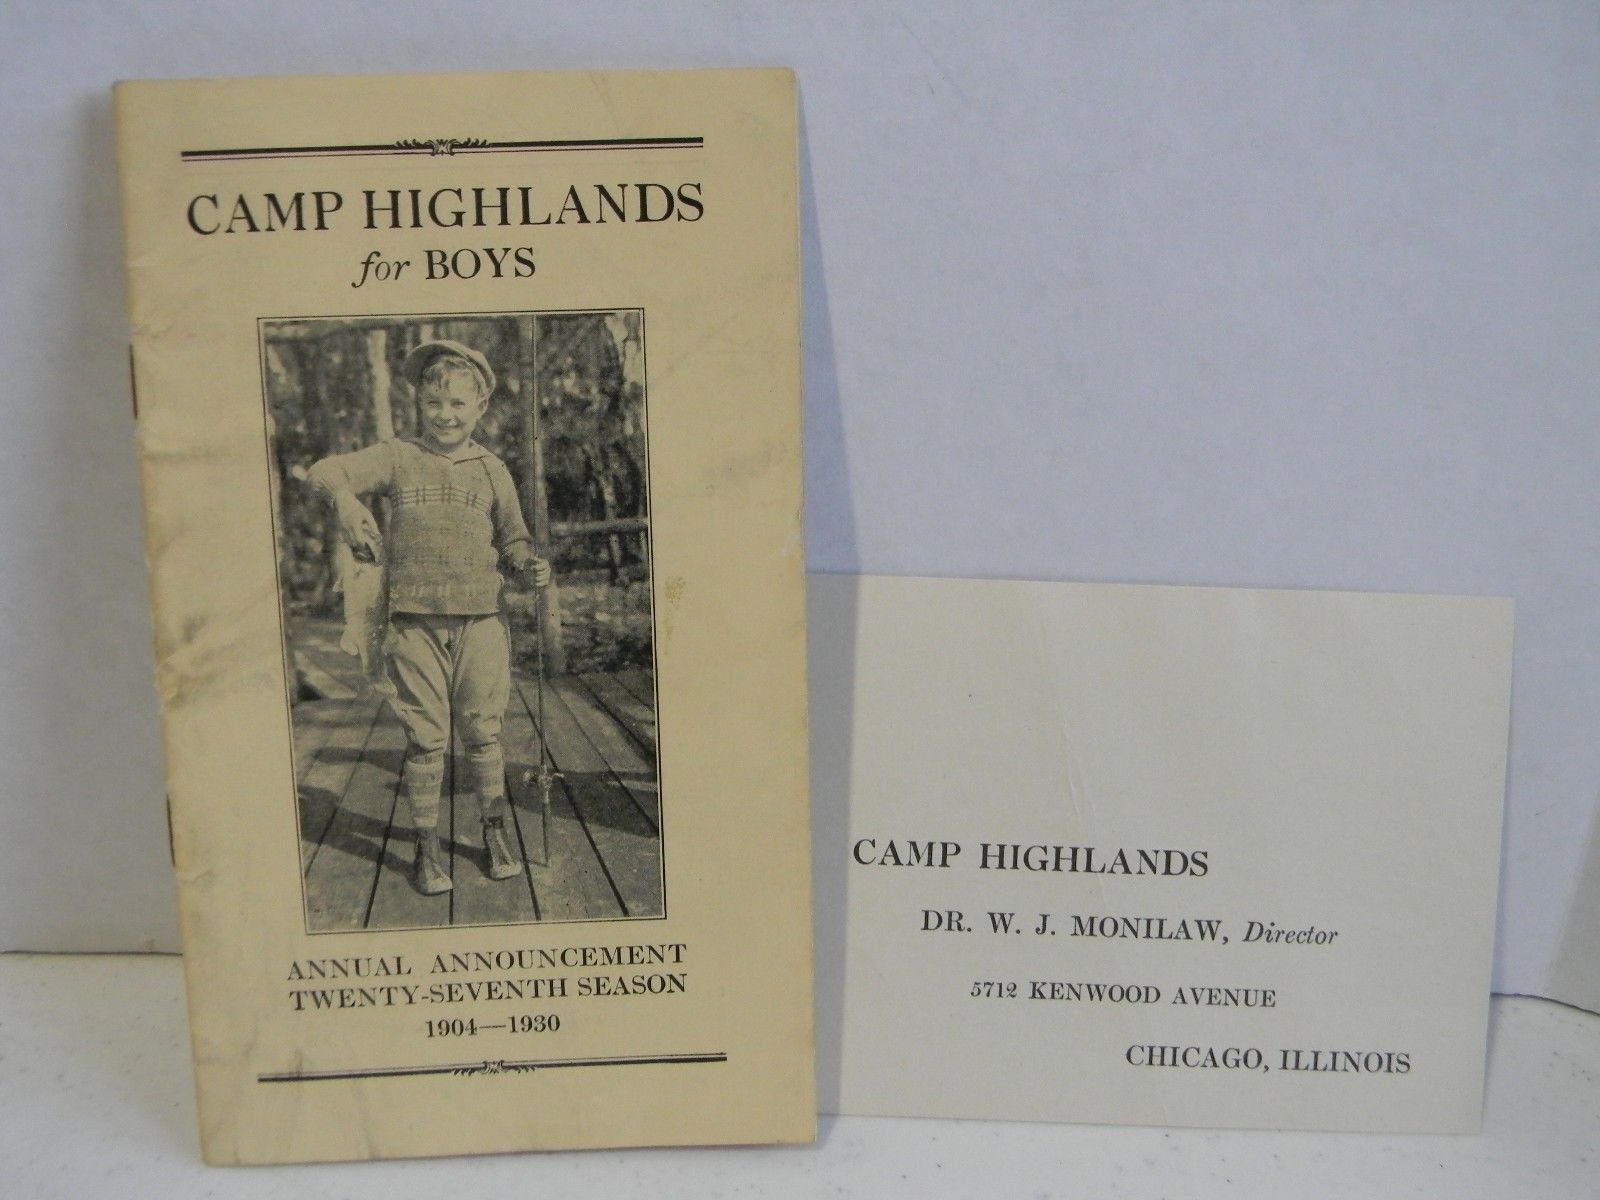 CAMP HIGHLANDS
for BOYS
ANNUAL ANNOUNCEMENT
TWENTY-SEVENTH SEASON
1904—1930
CAMP HIGHLANDS
DR. W. J. MONILAW, Director
5712 KENWOOD AVENUE
CHICAGO, ILLINOIS